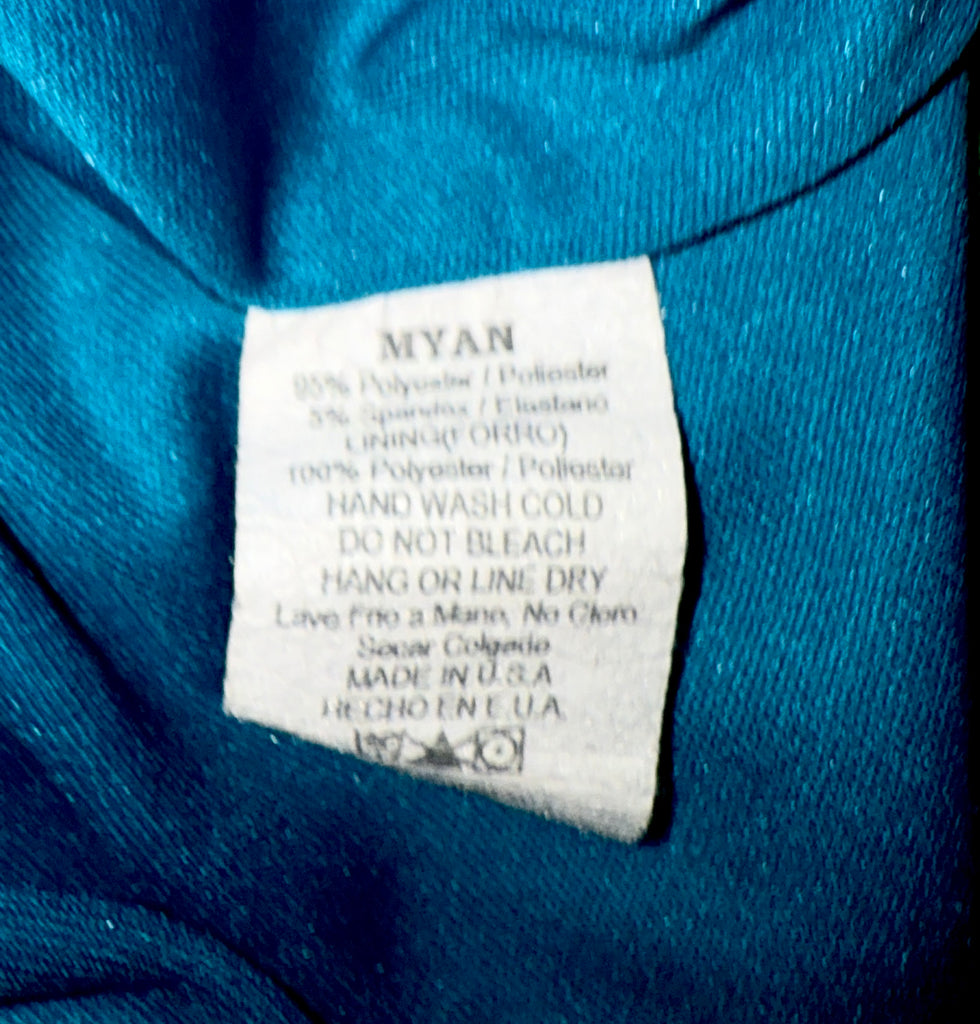 MYAN
95% Polyester / Poliester
5% Spandex / Elastano
LINING(FORRO)
100% Polyester / Poliester
HAND WASH COLD
DO NOT BLEACH
HANG OR LINE DRY
Lave Frio a Mano, No Cloro
Secar Colgado
MADE IN U.S.A
HECHO EN E.U.A.